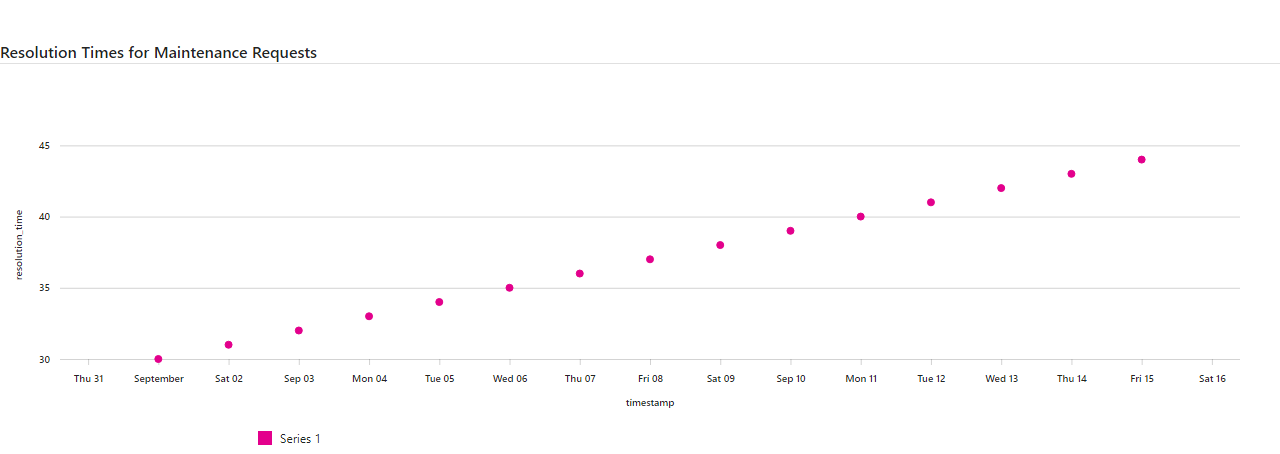 Resolution Times for Maintenance Requests
45
40
35
30
resolution_time
Thu 31 September Sat 02 Sep 03 Mon 04 Tue 05 Wed 06 Thu 07 Fri 08 Sat 09 Sep 10 Mon 11 Tue 12 Wed 13 Thu 14 Fri 15 Sat 16
timestamp
Series 1